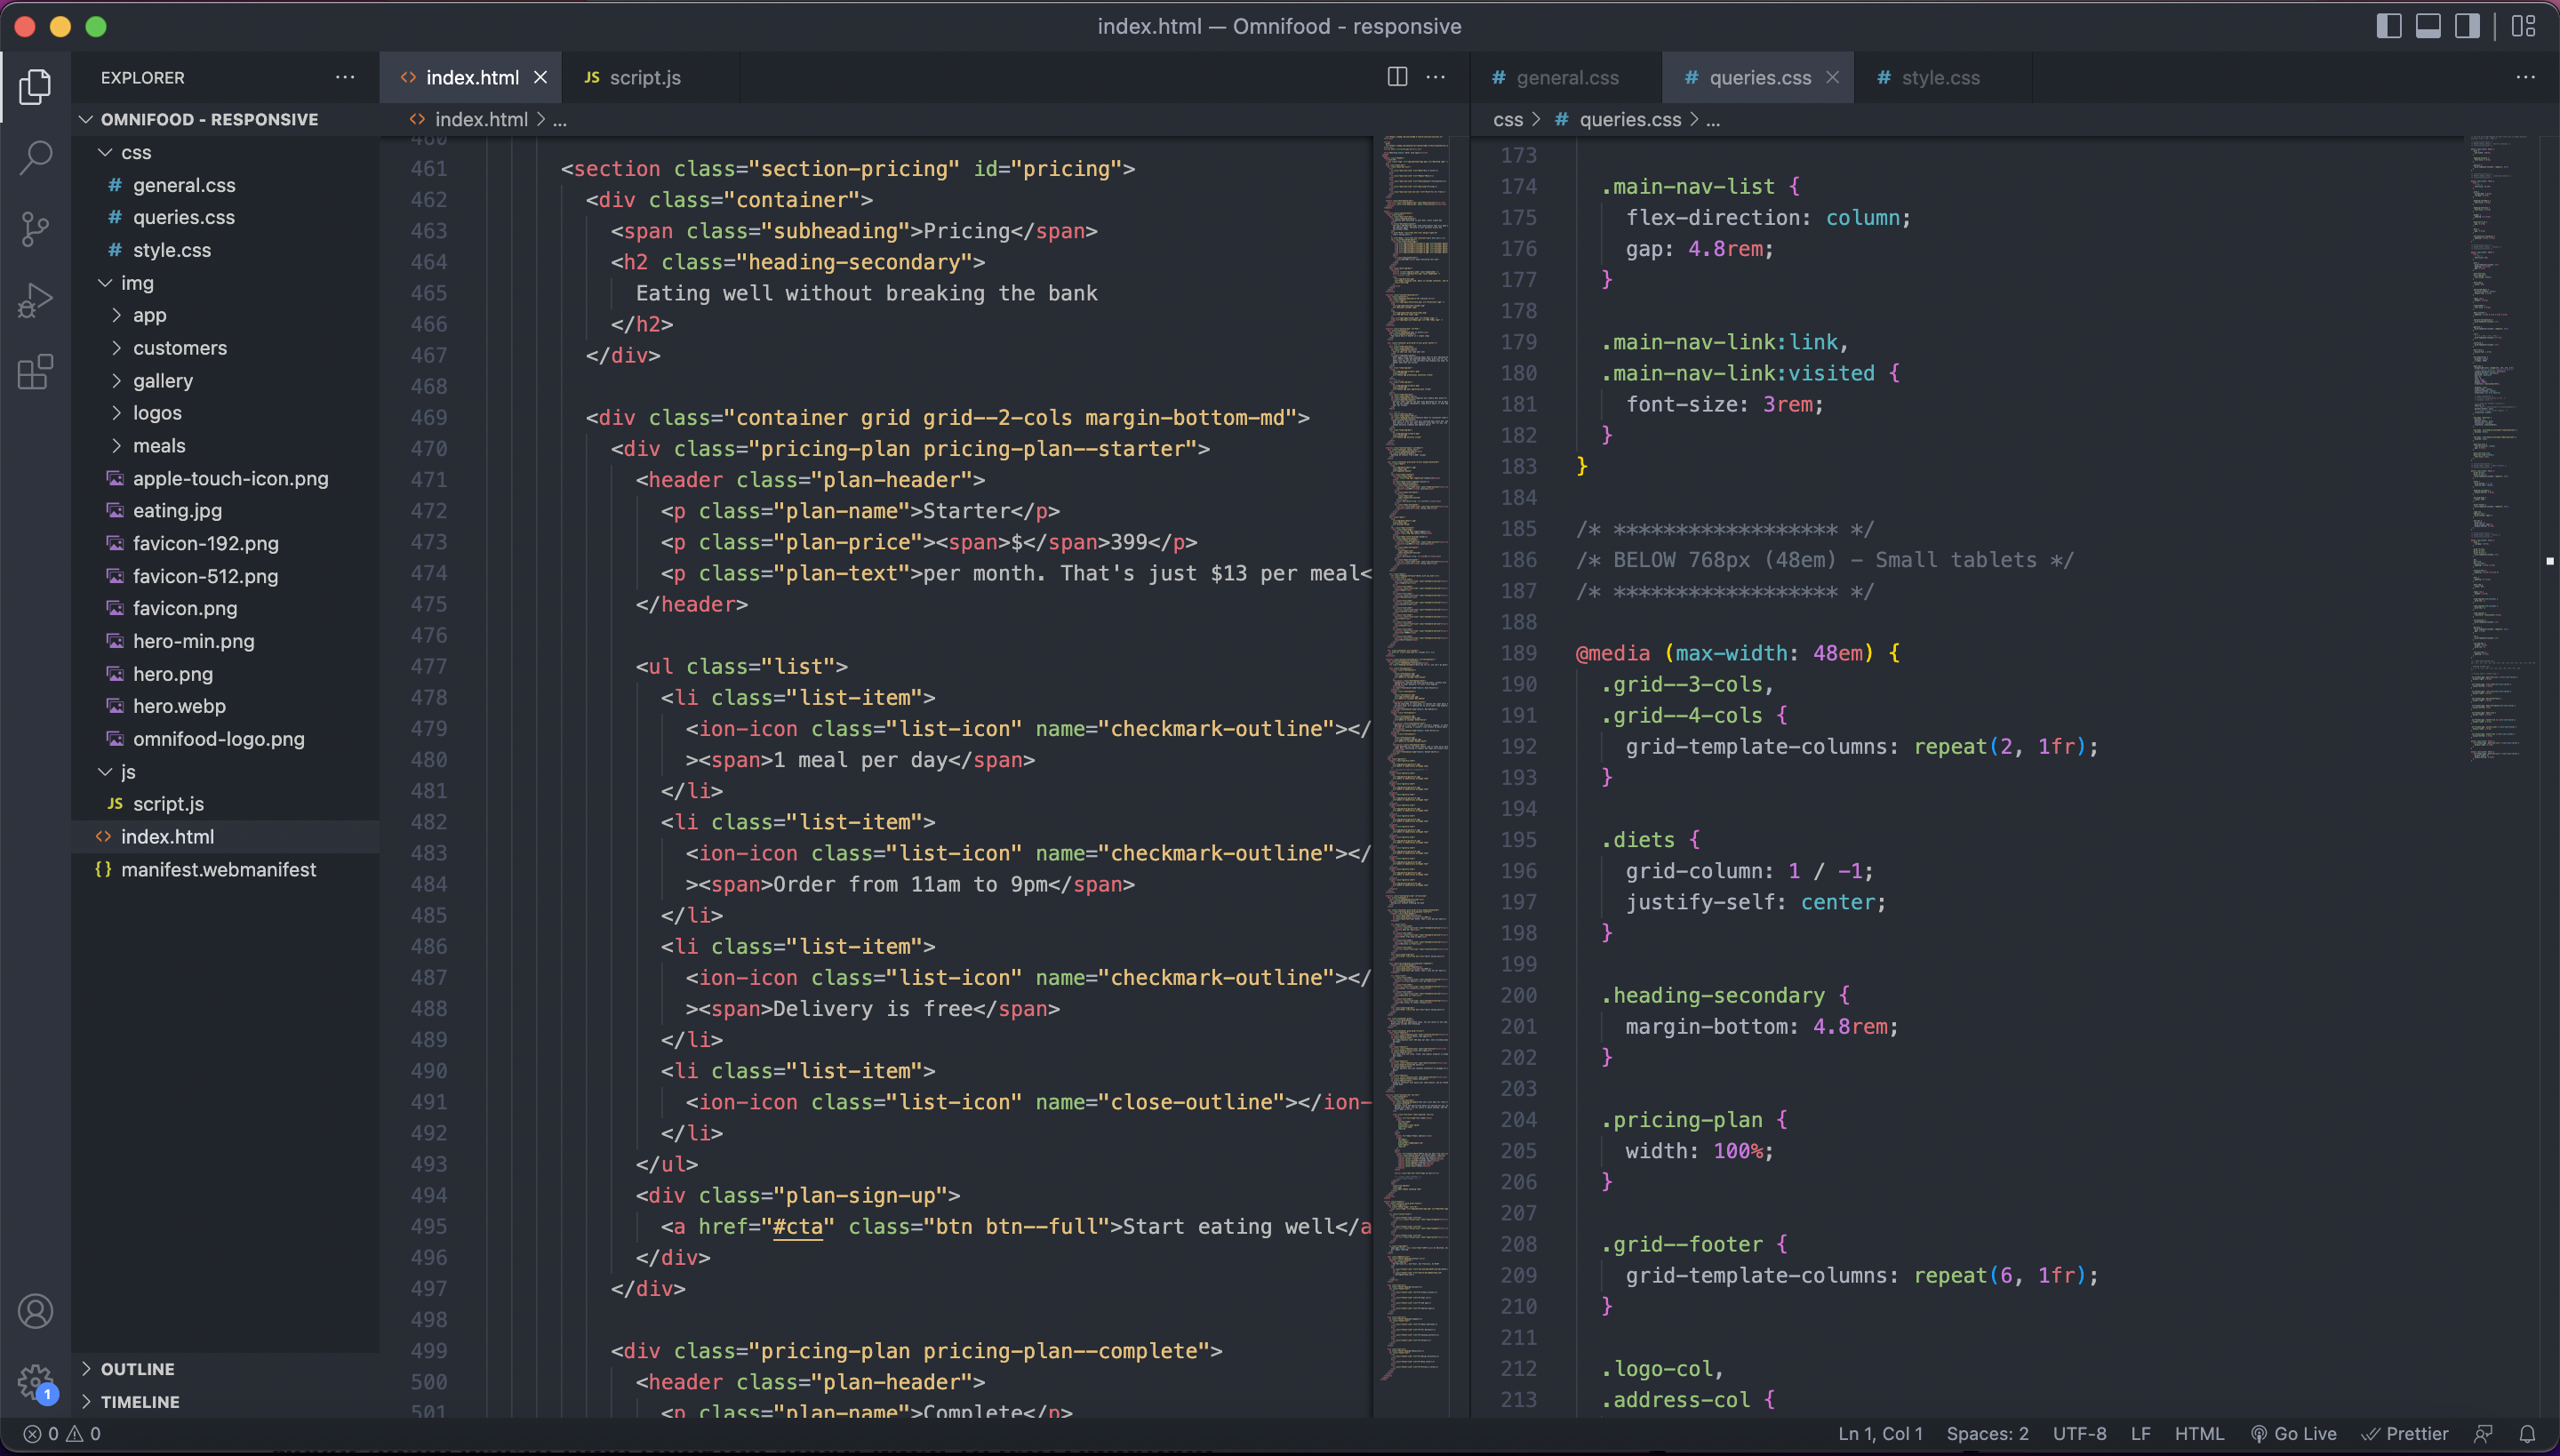 index.html — Omnifood - responsive
EXPLORER
OMNIFOOD - RESPONSIVE
css
# general.css
# queries.css
# style.css
img
app
customers
gallery
logos
meals
apple-touch-icon.png
eating.jpg
favicon-192.png
favicon-512.png
favicon.png
hero-min.png
hero.png
hero.webp
omnifood-logo.png
js
JS script.js
<> index.html
{} manifest.webmanifest
OUTLINE
TIMELINE
1
<> index.html
JS script.js
<> index.html > ...
460
461 <section class="section-pricing" id="pricing">
462 <div class="container">
463 <span class="subheading">Pricing</span>
464 <h2 class="heading-secondary">
465 Eating well without breaking the bank
466 </h2>
467 </div>
468
469 <div class="container grid grid--2-cols margin-bottom-md">
470 <div class="pricing-plan pricing-plan--starter">
471 <header class="plan-header">
472 <p class="plan-name">Starter</p>
473 <p class="plan-price"><span>$</span>399</p>
474 <p class="plan-text">per month. That's just $13 per meal<
475 </header>
476
477 <ul class="list">
478 <li class="list-item">
479 <ion-icon class="list-icon" name="checkmark-outline"></
480 ><span>1 meal per day</span>
481 </li>
482 <li class="list-item">
483 <ion-icon class="list-icon" name="checkmark-outline"></
484 ><span>Order from 11am to 9pm</span>
485 </li>
486 <li class="list-item">
487 <ion-icon class="list-icon" name="checkmark-outline"></
488 ><span>Delivery is free</span>
489 </li>
490 <li class="list-item">
491 <ion-icon class="list-icon" name="close-outline"></ion-
492 </li>
493 </ul>
494 <div class="plan-sign-up">
495 <a href="#cta" class="btn btn--full">Start eating well</a
496 </div>
497 </div>
498
499 <div class="pricing-plan pricing-plan--complete">
500 <header class="plan-header">
501 <p class="plan-name">Complete</p>
# general.css
# queries.css
# style.css
css > # queries.css > ...
173
174 .main-nav-list {
175 flex-direction: column;
176 gap: 4.8rem;
177 }
178
179 .main-nav-link:link,
180 .main-nav-link:visited {
181 font-size: 3rem;
182 }
183 }
184
185 /* ****************** */
186 /* BELOW 768px (48em) - Small tablets */
187 /* ****************** */
188
189 @media (max-width: 48em) {
190 .grid--3-cols,
191 .grid--4-cols {
192 grid-template-columns: repeat(2, 1fr);
193 }
194
195 .diets {
196 grid-column: 1 / -1;
197 justify-self: center;
198 }
199
200 .heading-secondary {
201 margin-bottom: 4.8rem;
202 }
203
204 .pricing-plan {
205 width: 100%;
206 }
207
208 .grid--footer {
209 grid-template-columns: repeat(6, 1fr);
210 }
211
212 .logo-col,
213 .address-col {
0 0
Ln 1, Col 1 Spaces: 2 UTF-8 LF HTML Go Live Prettier